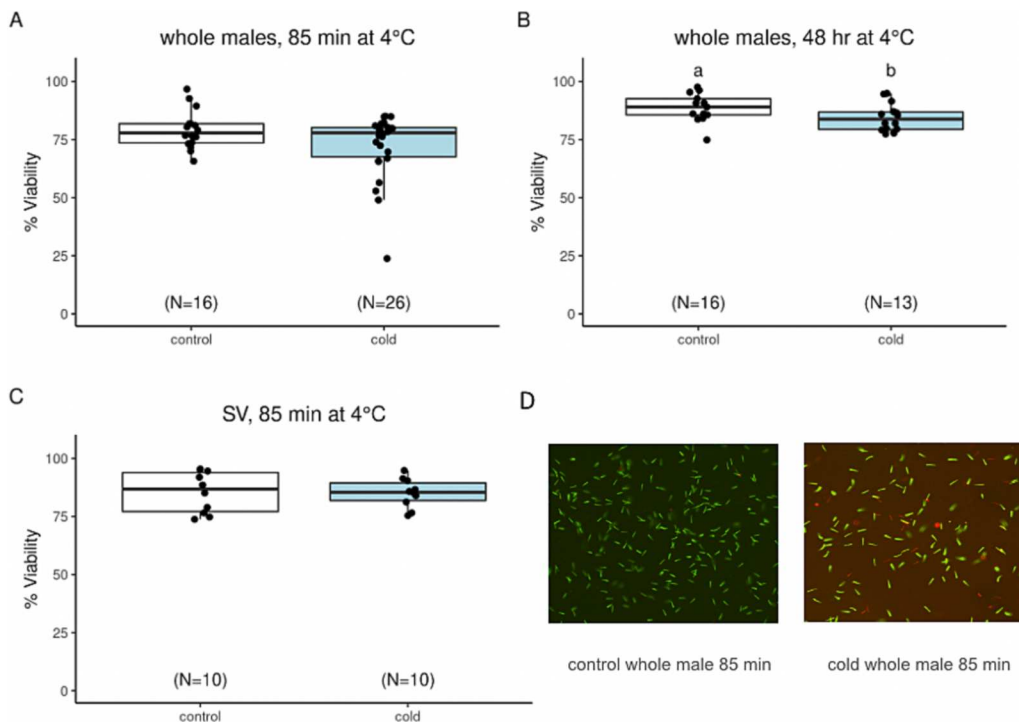 A
whole males, 85 min at 4°C
100
75
50
25
0
% Viability
(N=16)
(N=26)
control
cold
B
whole males, 48 hr at 4°C
a
b
100
75
50
25
0
% Viability
(N=16)
(N=13)
control
cold
C
SV, 85 min at 4°C
100
75
50
25
0
% Viability
(N=10)
(N=10)
control
cold
D
control whole male 85 min
cold whole male 85 min